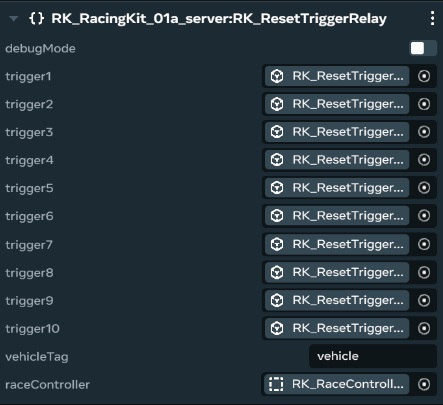 {} RK_RacingKit_01a_server:RK_ResetTriggerRelay
debugMode
trigger1 RK_ResetTrigger...
trigger2 RK_ResetTrigger...
trigger3 RK_ResetTrigger...
trigger4 RK_ResetTrigger...
trigger5 RK_ResetTrigger...
trigger6 RK_ResetTrigger...
trigger7 RK_ResetTrigger...
trigger8 RK_ResetTrigger...
trigger9 RK_ResetTrigger...
trigger10 RK_ResetTrigger...
vehicleTag vehicle
raceController RK_RaceControll...